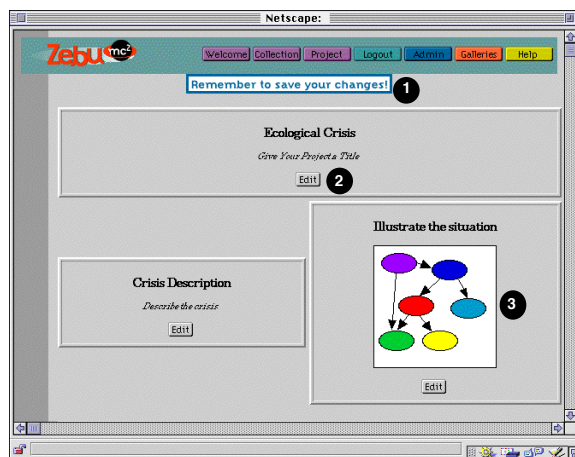 Netscape:
Zebu mc2
Welcome Collection Project Logout Admin Galleries Help
Remember to save your changes! 1
Ecological Crisis
Give Your Project a Title
Edit 2
Illustrate the situation
Crisis Description
Describe the crisis
Edit
3
Edit